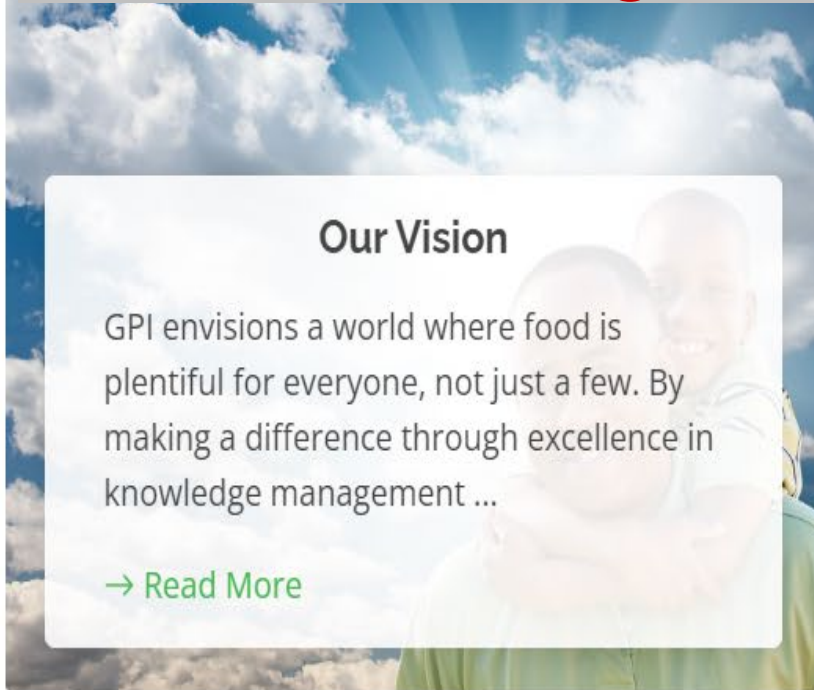 Our Vision
GPI envisions a world where food is
plentiful for everyone, not just a few. By
making a difference through excellence in
knowledge management ...
→ Read More